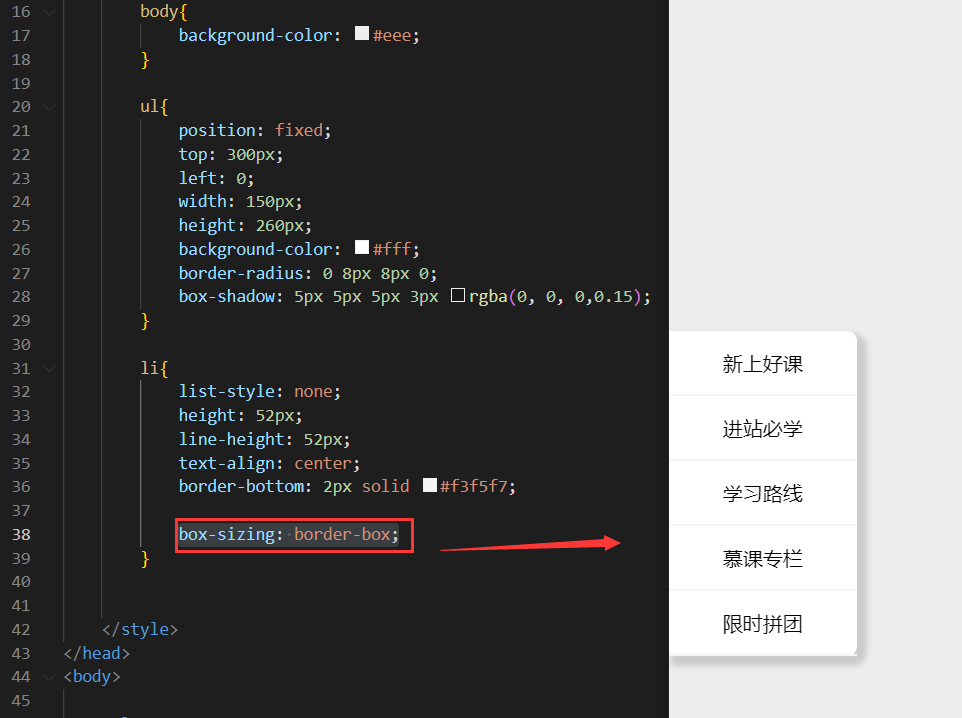 16 body{
17 background-color: #eee;
18 }
19
20 ul{
21 position: fixed;
22 top: 300px;
23 left: 0;
24 width: 150px;
25 height: 260px;
26 background-color: #fff;
27 border-radius: 0 8px 8px 0;
28 box-shadow: 5px 5px 5px 3px rgba(0, 0, 0,0.15);
29 }
30
31 li{
32 list-style: none;
33 height: 52px;
34 line-height: 52px;
35 text-align: center;
36 border-bottom: 2px solid #f3f5f7;
37
38 box-sizing: border-box;
39 }
40
41
42 </style>
43 </head>
44 <body>
45
新上好课
进站必学
学习路线
慕课专栏
限时拼团